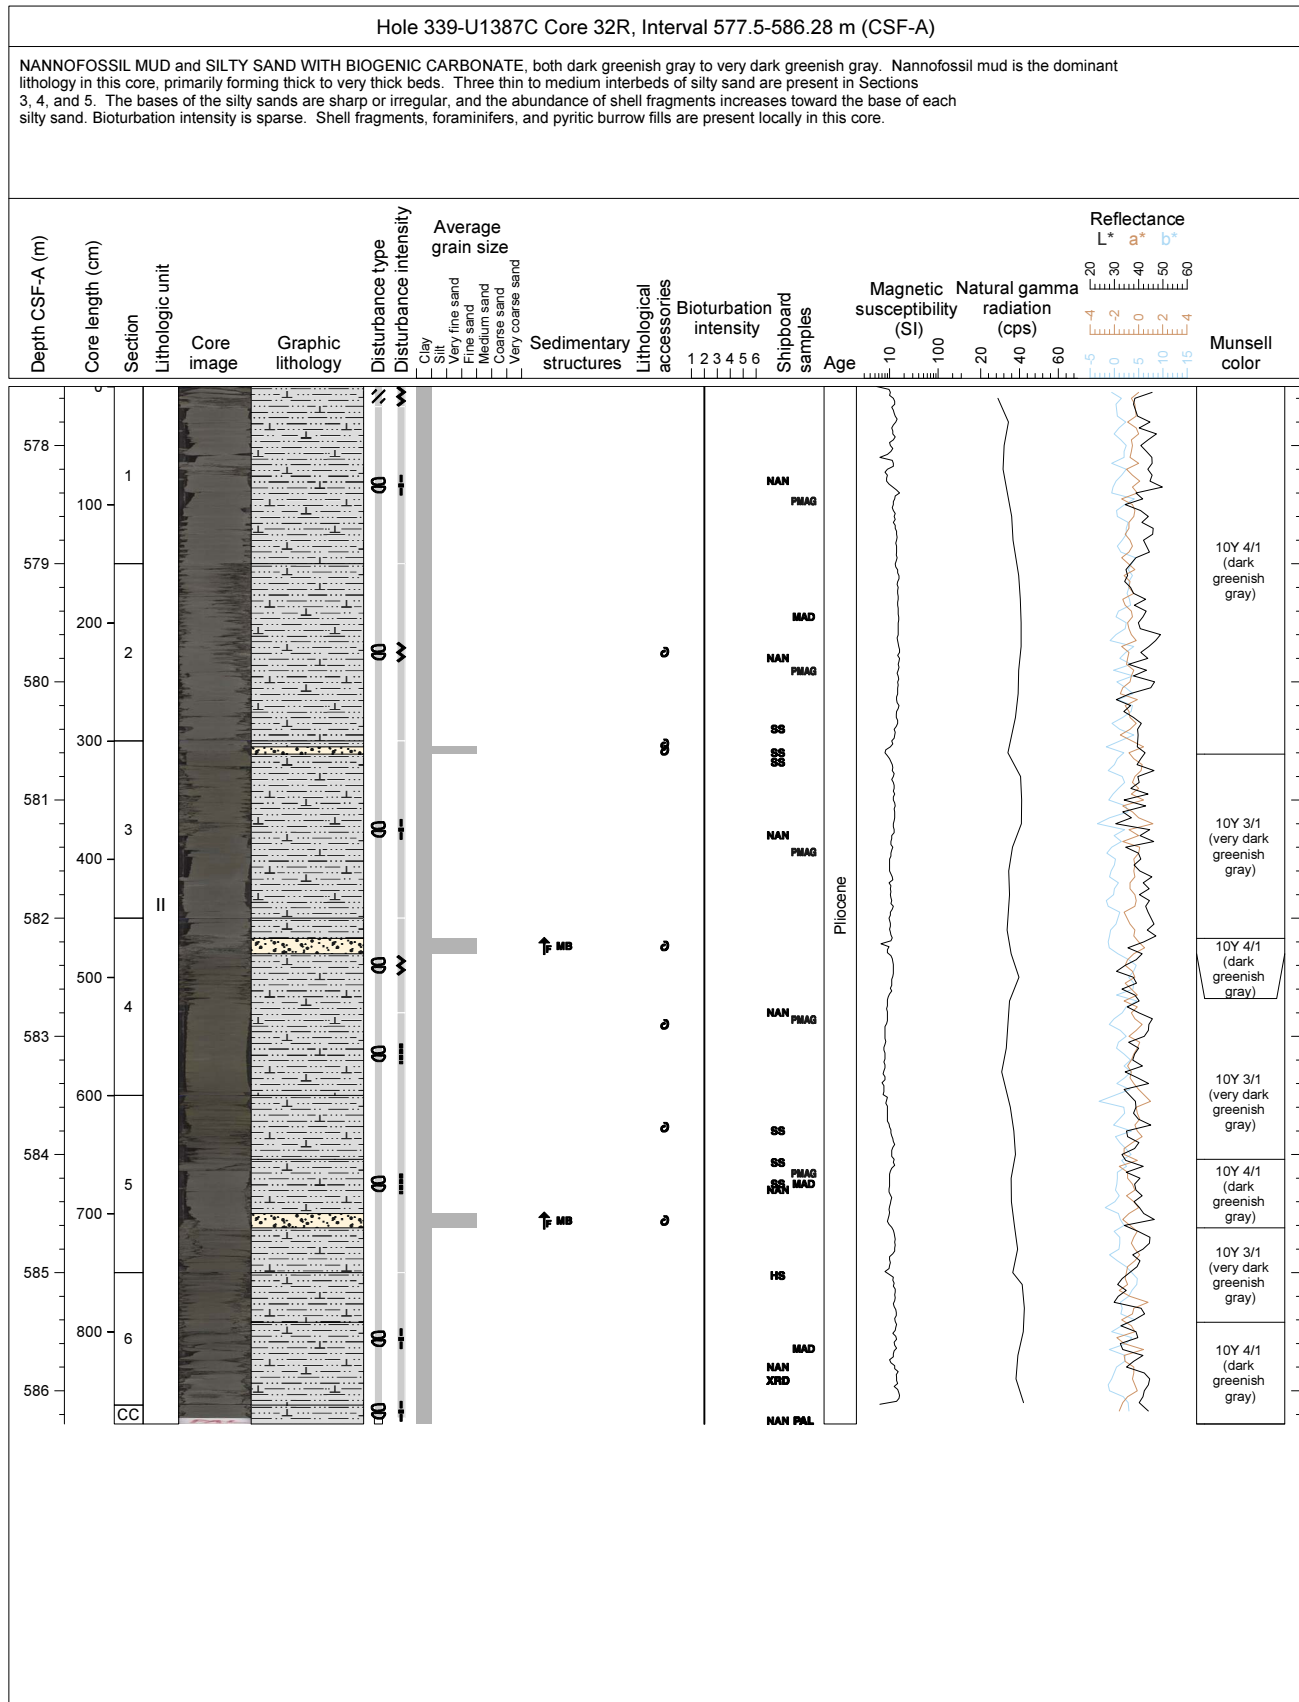 Hole 339-U1387C Core 32R, Interval 577.5-586.28 m (CSF-A)
NANNOFOSSIL MUD and SILTY SAND WITH BIOGENIC CARBONATE, both dark greenish gray to very dark greenish gray. Nannofossil mud is the dominant
lithology in this core, primarily forming thick to very thick beds. Three thin to medium interbeds of silty sand are present in Sections
3, 4, and 5. The bases of the silty sands are sharp or irregular, and the abundance of shell fragments increases toward the base of each
silty sand. Bioturbation intensity is sparse. Shell fragments, foraminifers, and pyritic burrow fills are present locally in this core.
Depth CSF-A (m)
Core length (cm)
Section
Lithologic unit
Core
image
Graphic
lithology
Disturbance type
Disturbance intensity
Average
grain size
Clay
Silt
Very fine sand
Fine sand
Medium sand
Coarse sand
Very coarse sand
Sedimentary
structures
Lithological
accessories
Bioturbation
intensity
1 2 3 4 5 6
Shipboard
samples
Age
Magnetic
susceptibility
(SI)
10 100
Natural gamma
radiation
(cps)
20 40 60
Reflectance
L* a* b*
20 30 40 50 60
-4 -2 0 2 4
-5 0 5 10 15
Munsell
color
578
579
580
581
582
583
584
585
586
0
100
200
300
400
500
600
700
800
1
2
3
4
5
6
CC
II
F MB
F MB
NAN
PMAG
MAD
NAN
PMAG
SS
SS
SS
NAN
PMAG
NAN
PMAG
SS
SS
PMAG
SS MAD
NAN
HS
MAD
NAN
XRD
NAN PAL
Pliocene
10Y 4/1
(dark
greenish
gray)
10Y 3/1
(very dark
greenish
gray)
10Y 4/1
(dark
greenish
gray)
10Y 3/1
(very dark
greenish
gray)
10Y 4/1
(dark
greenish
gray)
10Y 3/1
(very dark
greenish
gray)
10Y 4/1
(dark
greenish
gray)